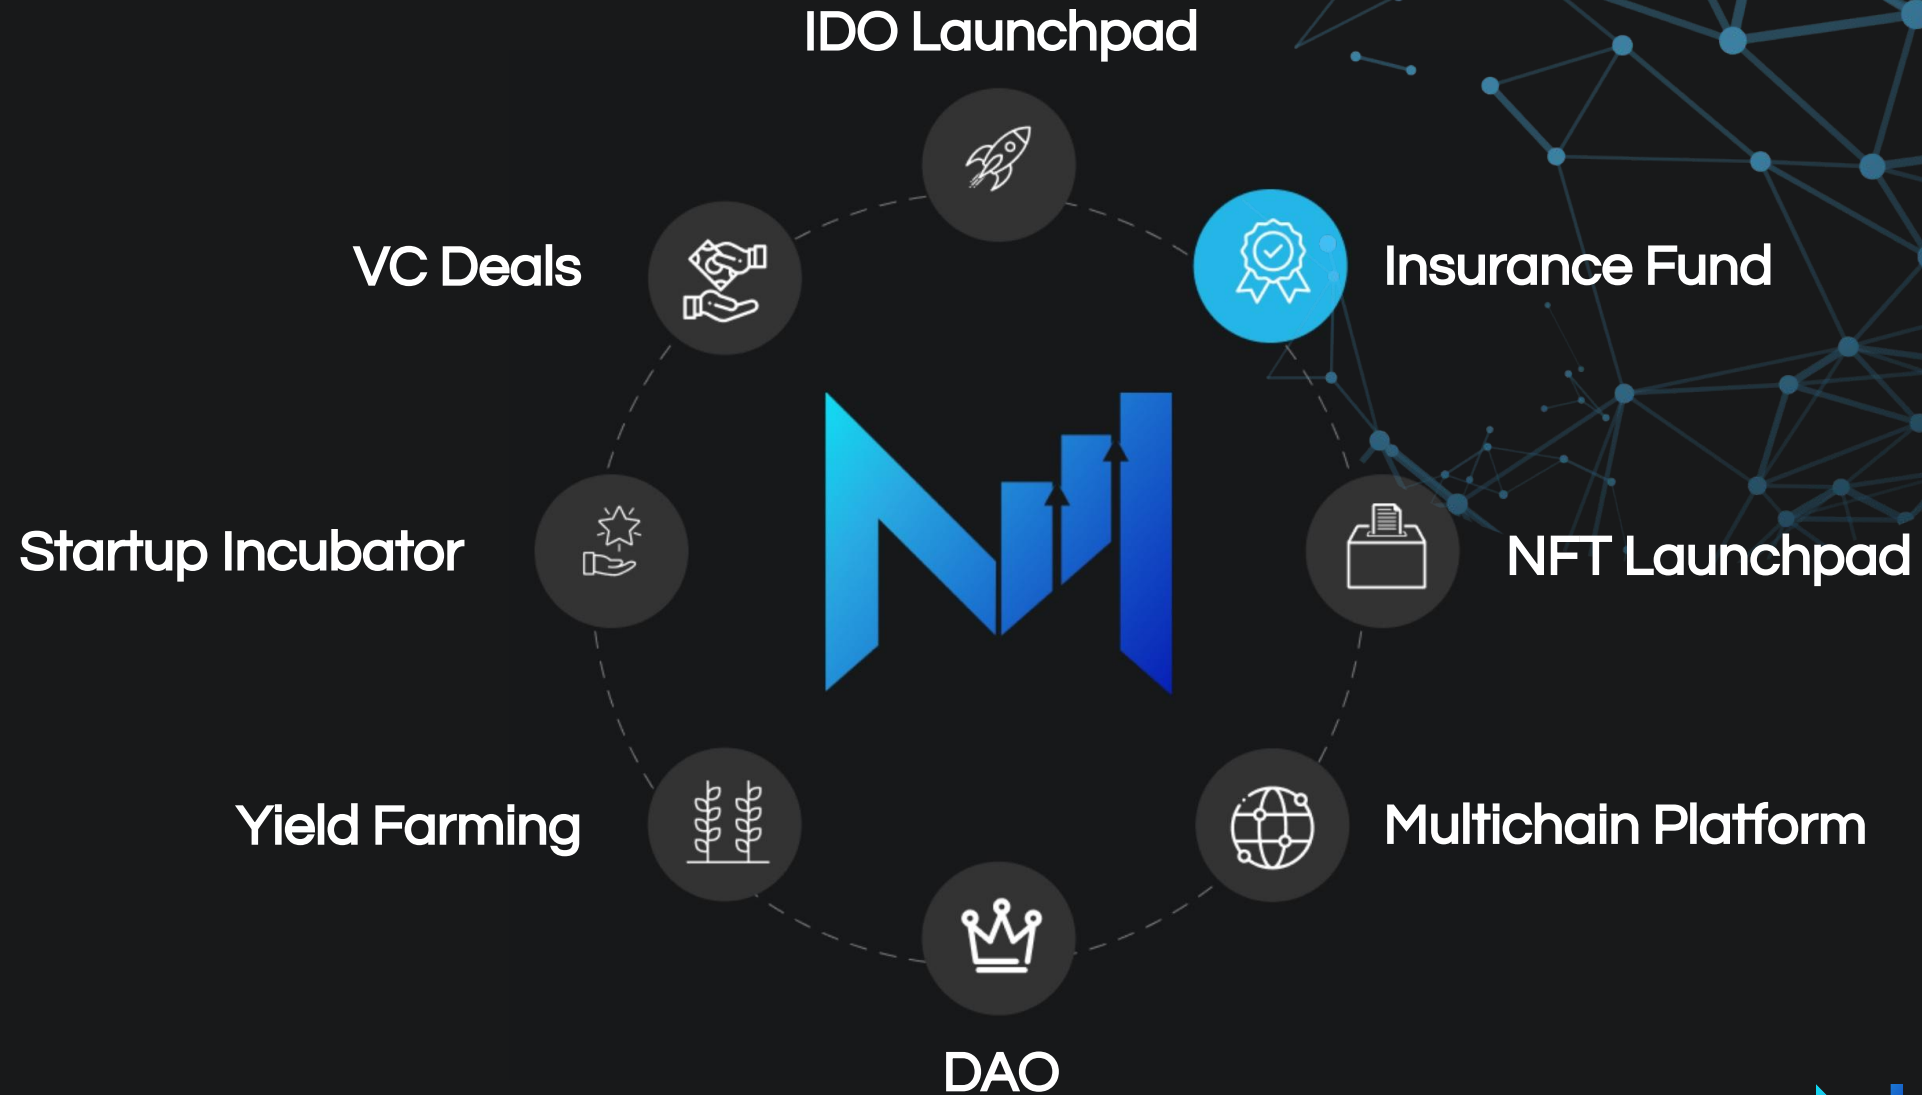 IDO Launchpad
VC Deals
Insurance Fund
Startup Incubator
NFT Launchpad
Yield Farming
Multichain Platform
DAO